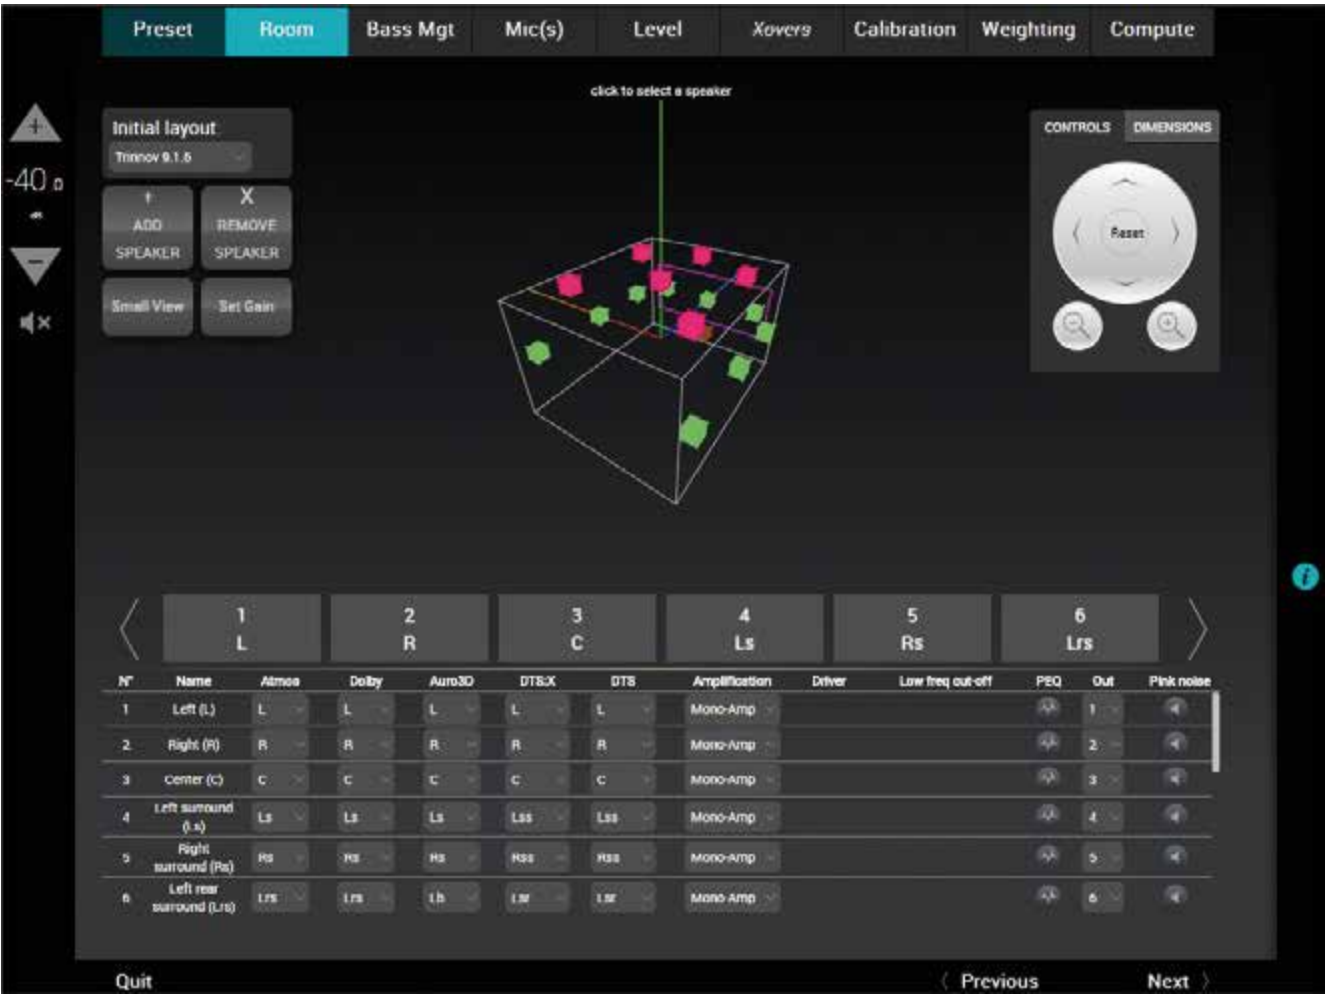 Preset Room Bass Mgt Mic(s) Level Xovers Calibration Weighting Compute
click to select a speaker
Initial layout
Trinnov 9.1.6
CONTROLS DIMENSIONS
-40.0
+
ADD
SPEAKER
X
REMOVE
SPEAKER
Reset
Small View Set Gain
1 2 3 4 5 6
L R C Ls Rs Lrs
N° Name Atmos Dolby Auro3D DTS:X DTS Amplification Driver Low freq cut-off PEQ Out Pink noise
1 Left (L) L L L L L Mono-Amp 1
2 Right (R) R R R R R Mono-Amp 2
3 Center (C) C C C C C Mono-Amp 3
4 Left surround (Ls) Ls Ls Ls Lss Lss Mono-Amp 4
5 Right surround (Rs) Rs Rs Rs Rss Rss Mono-Amp 5
6 Left rear surround (Lrs) Lrs Lrs Lb Lsr Lsr Mono-Amp 6
Quit Previous Next